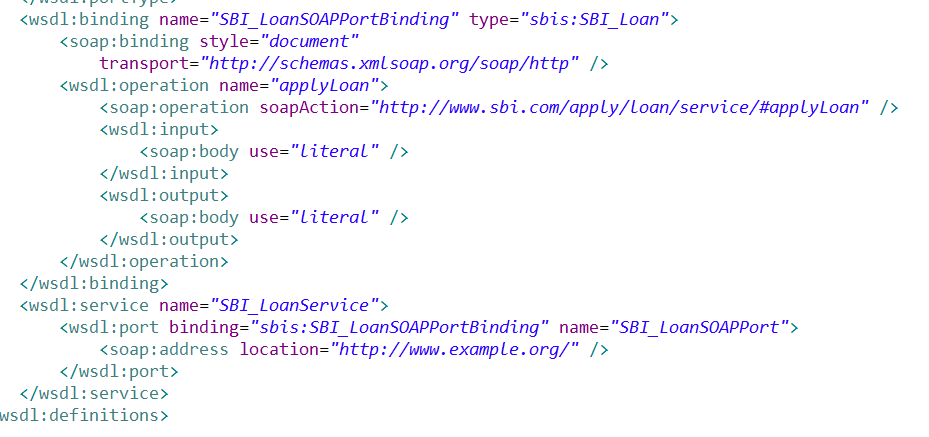 </wsdl:portType>
<wsdl:binding name="SBI_LoanSOAPPortBinding" type="sbis:SBI_Loan">
<soap:binding style="document"
transport="http://schemas.xmlsoap.org/soap/http" />
<wsdl:operation name="applyLoan">
<soap:operation soapAction="http://www.sbi.com/apply/loan/service/#applyLoan" />
<wsdl:input>
<soap:body use="literal" />
</wsdl:input>
<wsdl:output>
<soap:body use="literal" />
</wsdl:output>
</wsdl:operation>
</wsdl:binding>
<wsdl:service name="SBI_LoanService">
<wsdl:port binding="sbis:SBI_LoanSOAPPortBinding" name="SBI_LoanSOAPPort">
<soap:address location="http://www.example.org/" />
</wsdl:port>
</wsdl:service>
wsdl:definitions>